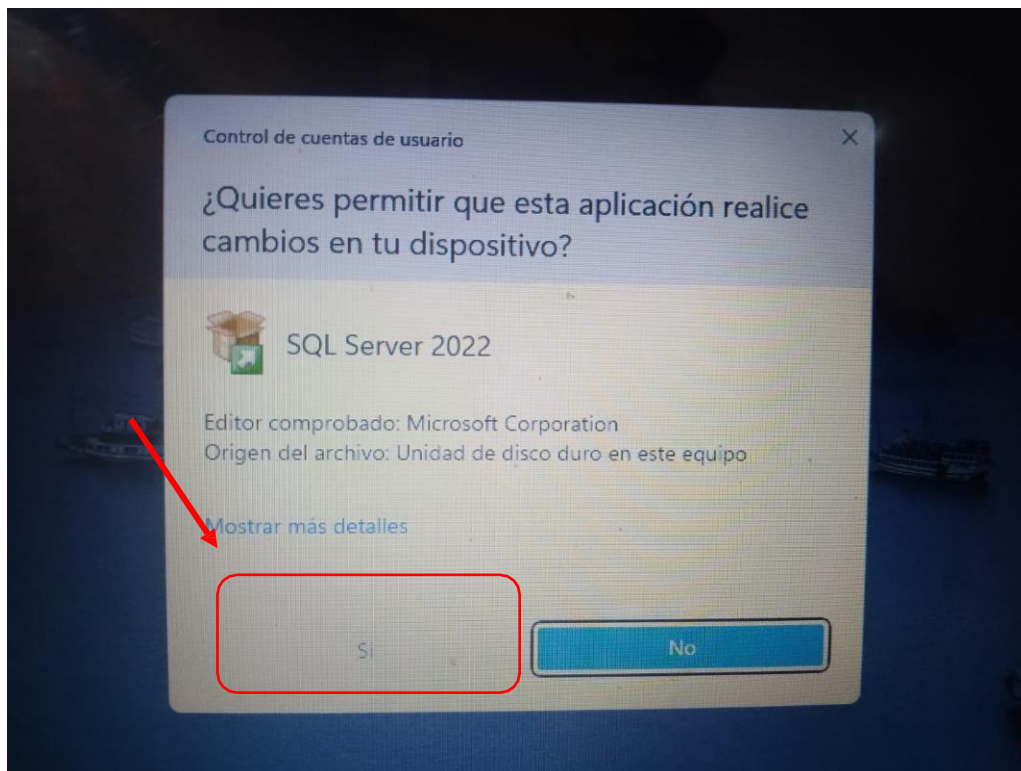 Control de cuentas de usuario
¿Quieres permitir que esta aplicación realice
cambios en tu dispositivo?
SQL Server 2022
Editor comprobado: Microsoft Corporation
Origen del archivo: Unidad de disco duro en este equipo
Mostrar más detalles
Sí
No